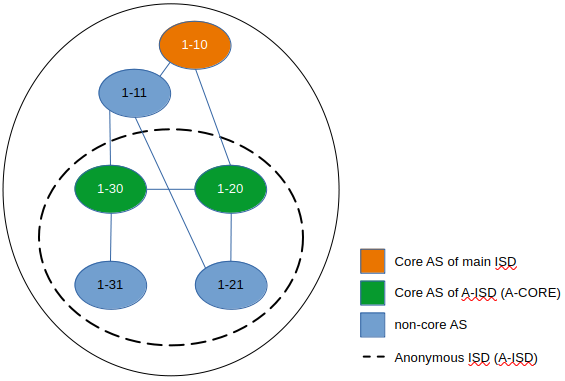 1-10
1-11
1-30
1-20
1-31
1-21
Core AS of main ISD
Core AS of A-ISD (A-CORE)
non-core AS
Anonymous ISD (A-ISD)